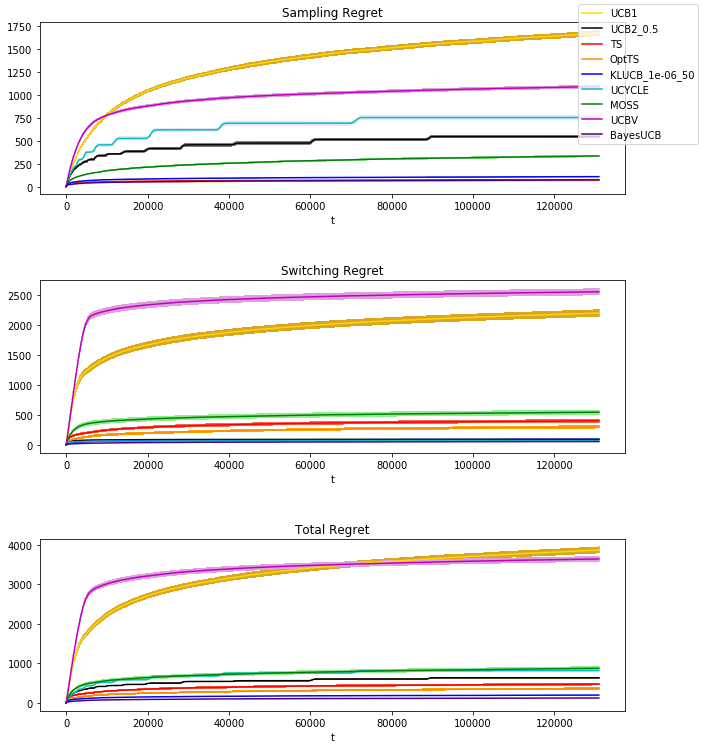 Sampling Regret
1750
1500
1250
1000
750
500
250
0
0 20000 40000 60000 80000 100000 120000
t
UCB1
UCB2_0.5
TS
OptTS
KLUCB_1e-06_50
UCYCLE
MOSS
UCBV
BayesUCB
Switching Regret
2500
2000
1500
1000
500
0
0 20000 40000 60000 80000 100000 120000
t
Total Regret
4000
3000
2000
1000
0
0 20000 40000 60000 80000 100000 120000
t